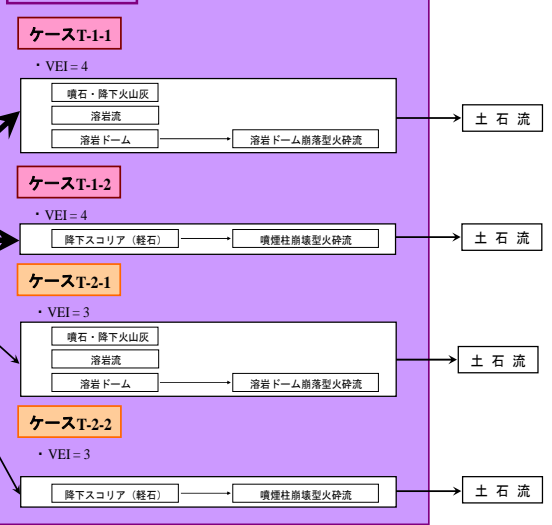 ケースT-1-1
・VEI = 4
噴石・降下火山灰
溶岩流
溶岩ドーム
溶岩ドーム崩落型火砕流
土石流
ケースT-1-2
・VEI = 4
降下スコリア（軽石）
噴煙柱崩壊型火砕流
土石流
ケースT-2-1
・VEI = 3
噴石・降下火山灰
溶岩流
溶岩ドーム
溶岩ドーム崩落型火砕流
土石流
ケースT-2-2
・VEI = 3
降下スコリア（軽石）
噴煙柱崩壊型火砕流
土石流